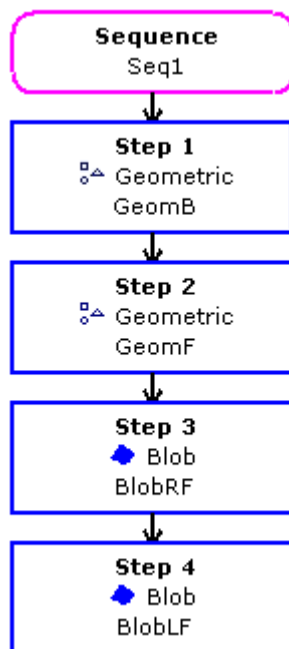 Sequence
Seq1
Step 1
Geometric
GeomB
Step 2
Geometric
GeomF
Step 3
Blob
BlobRF
Step 4
Blob
BlobLF